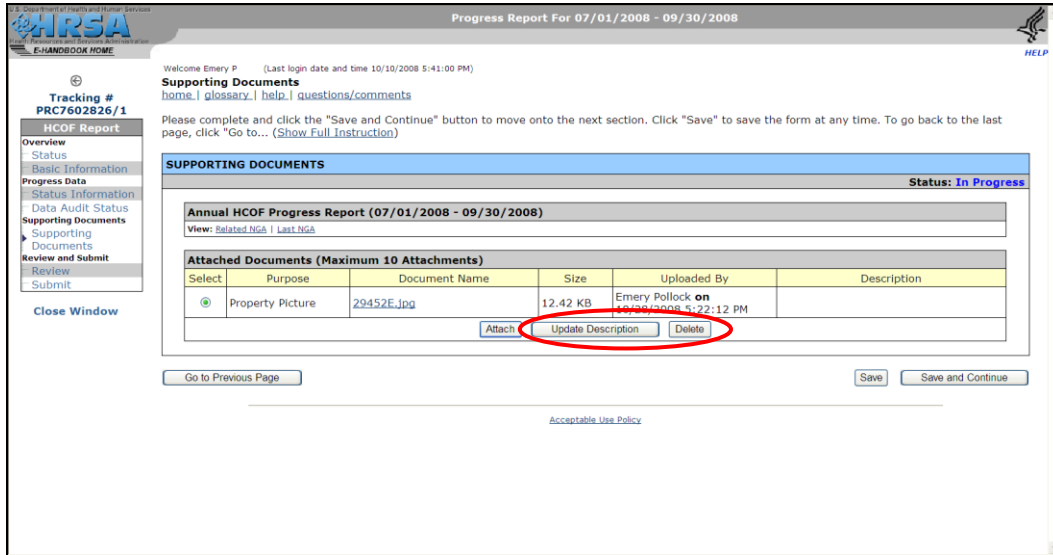 U.S. Department of Health and Human Services
HRSA
Health Resources and Services Administration
E-HANDBOOK HOME
Progress Report For 07/01/2008 - 09/30/2008
HELP
Tracking #
PRC7602826/1
HCOF Report
Overview
Status
Basic Information
Progress Data
Status Information
Data Audit Status
Supporting Documents
Supporting
Documents
Review and Submit
Review
Submit
Close Window
Welcome Emery P (Last login date and time 10/10/2008 5:41:00 PM)
Supporting Documents
home | glossary | help | questions/comments
Please complete and click the "Save and Continue" button to move onto the next section. Click "Save" to save the form at any time. To go back to the last
page, click "Go to... (Show Full Instruction)
SUPPORTING DOCUMENTS
Status: In Progress
Annual HCOF Progress Report (07/01/2008 - 09/30/2008)
View: Related NGA | Last NGA
Attached Documents (Maximum 10 Attachments)
Select Purpose Document Name Size Uploaded By Description
Property Picture 29452E.jpg 12.42 KB Emery Pollock on
10/28/2008 5:22:12 PM
Attach Update Description Delete
Go to Previous Page Save Save and Continue
Acceptable Use Policy